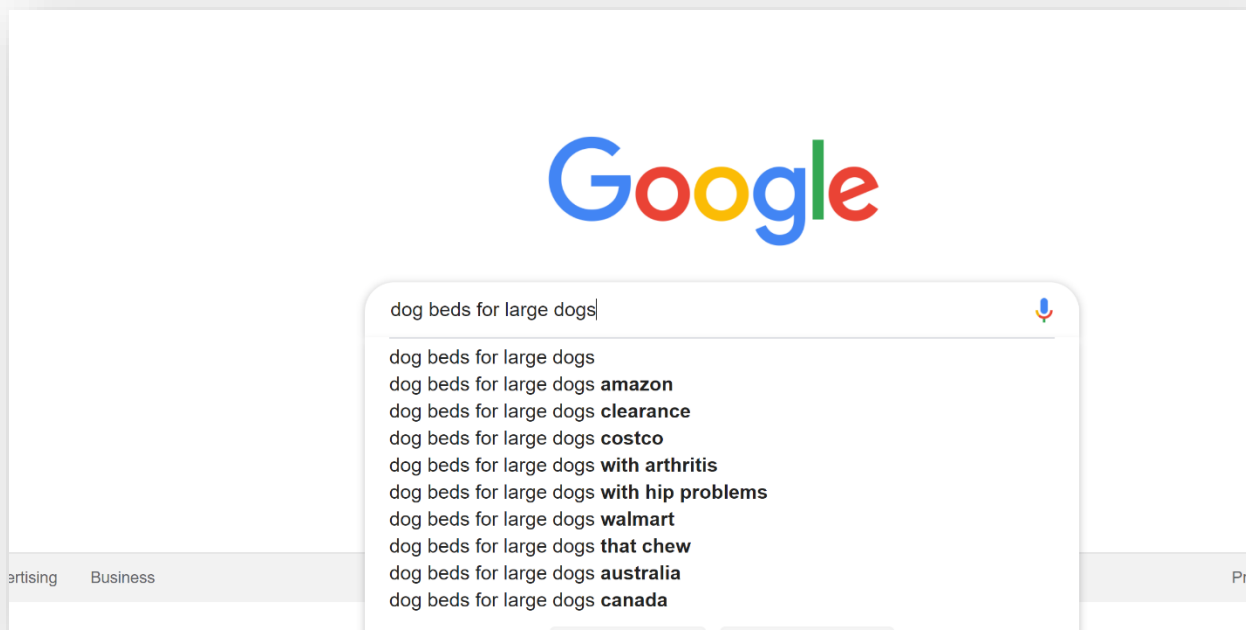 Google
dog beds for large dogs
dog beds for large dogs
dog beds for large dogs amazon
dog beds for large dogs clearance
dog beds for large dogs costco
dog beds for large dogs with arthritis
dog beds for large dogs with hip problems
dog beds for large dogs walmart
dog beds for large dogs that chew
dog beds for large dogs australia
dog beds for large dogs canada
ertising Business Pr